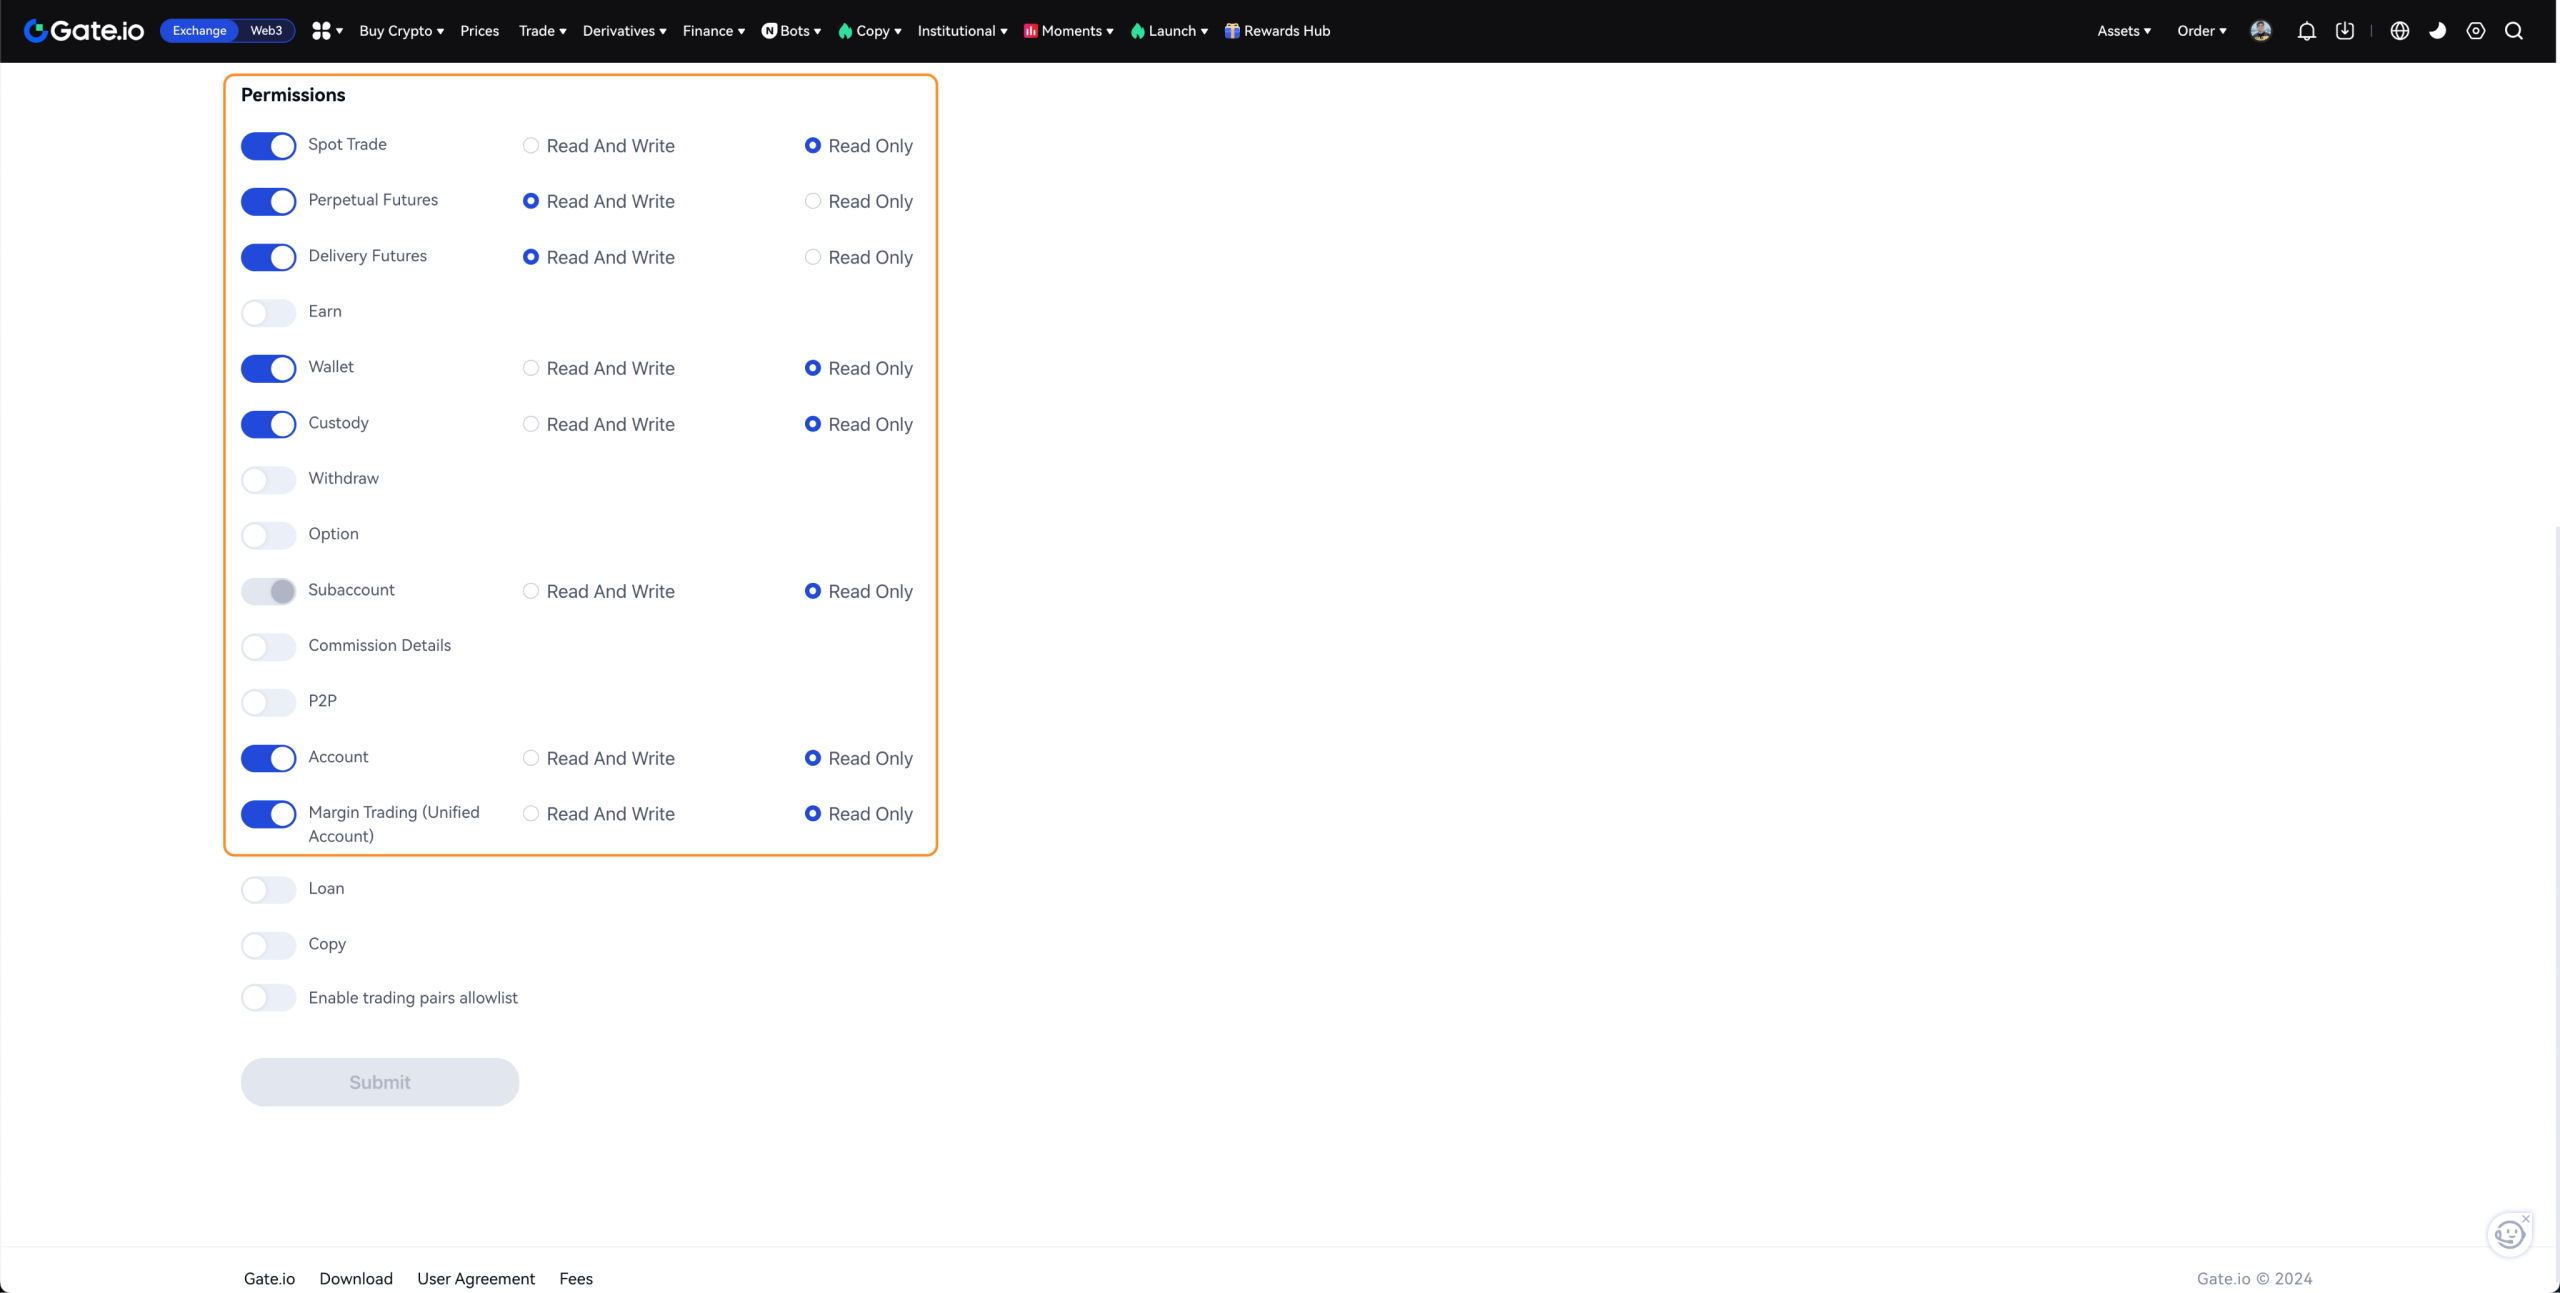 Gate.io Exchange Web3 Buy Crypto Prices Trade Derivatives Finance Bots Copy Institutional Moments Launch Rewards Hub Assets Order
Permissions
Spot Trade Read And Write Read Only
Perpetual Futures Read And Write Read Only
Delivery Futures Read And Write Read Only
Earn
Wallet Read And Write Read Only
Custody Read And Write Read Only
Withdraw
Option
Subaccount Read And Write Read Only
Commission Details
P2P
Account Read And Write Read Only
Margin Trading (Unified Read And Write Read Only
Account)
Loan
Copy
Enable trading pairs allowlist
Submit
Gate.io Download User Agreement Fees Gate.io © 2024